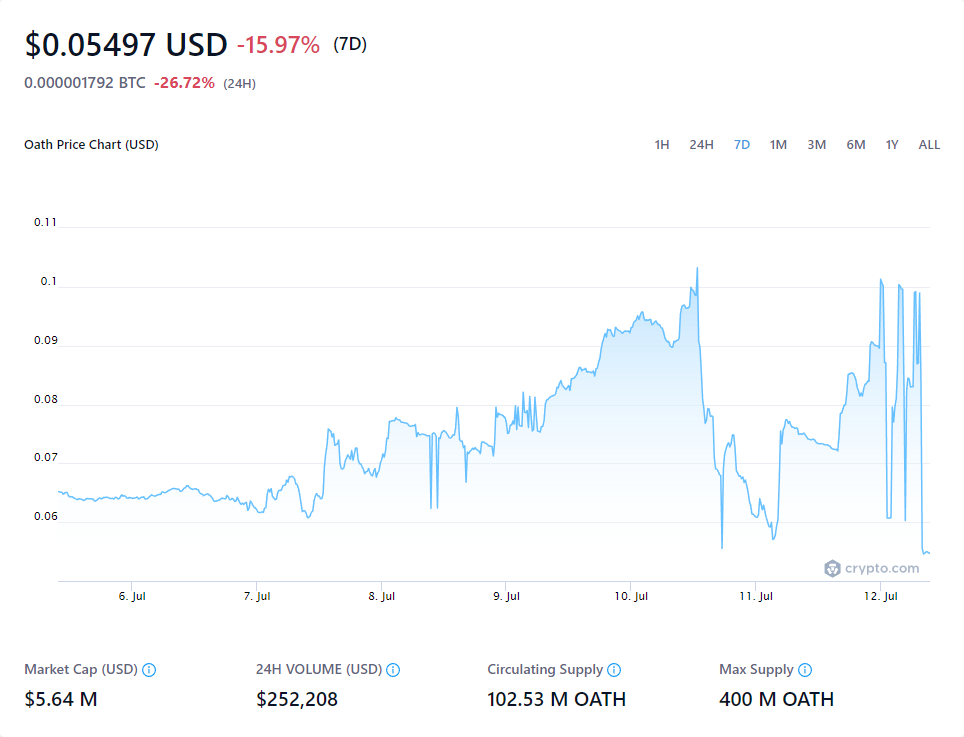 $0.05497 USD -15.97% (7D)
0.000001792 BTC -26.72% (24H)
Oath Price Chart (USD) 1H 24H 7D 1M 3M 6M 1Y ALL
0.11
0.1
0.09
0.08
0.07
0.06
crypto.com
6. Jul 7. Jul 8. Jul 9. Jul 10. Jul 11. Jul 12. Jul
Market Cap (USD) 24H VOLUME (USD) Circulating Supply Max Supply
$5.64 M $252,208 102.53 M OATH 400 M OATH